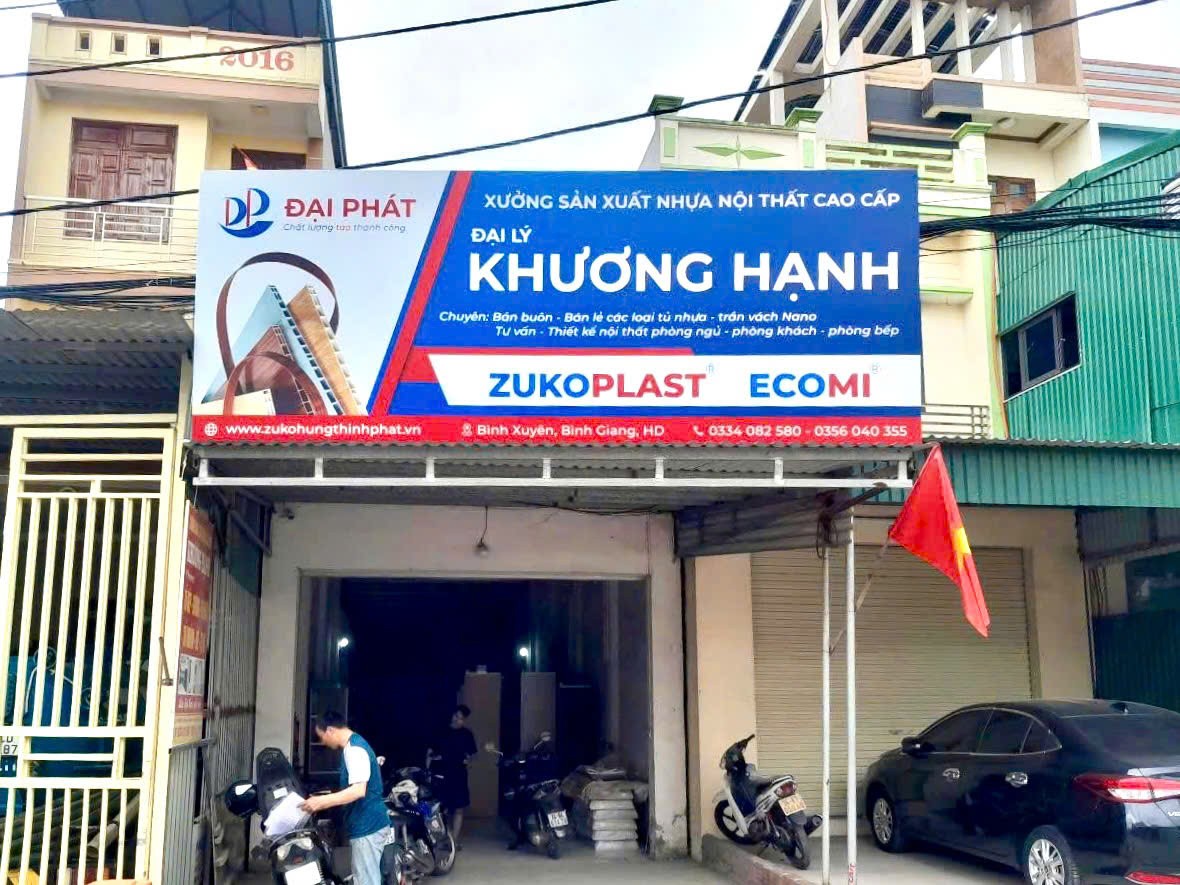 2016
ĐẠI PHÁT
Chất lượng tạo thành công
XƯỞNG SẢN XUẤT NHỰA NỘI THẤT CAO CẤP
ĐẠI LÝ
KHƯƠNG HẠNH
Chuyên: Bán buôn - Bán lẻ các loại tủ nhựa - trần vách Nano
Tư vấn - Thiết kế nội thất phòng ngủ - phòng khách - phòng bếp
ZUKOPLAST® ECOMI®
www.zukohungthinhphat.vn Bình Xuyên, Bình Giang, HD 0334 082 580 - 0356 040 355